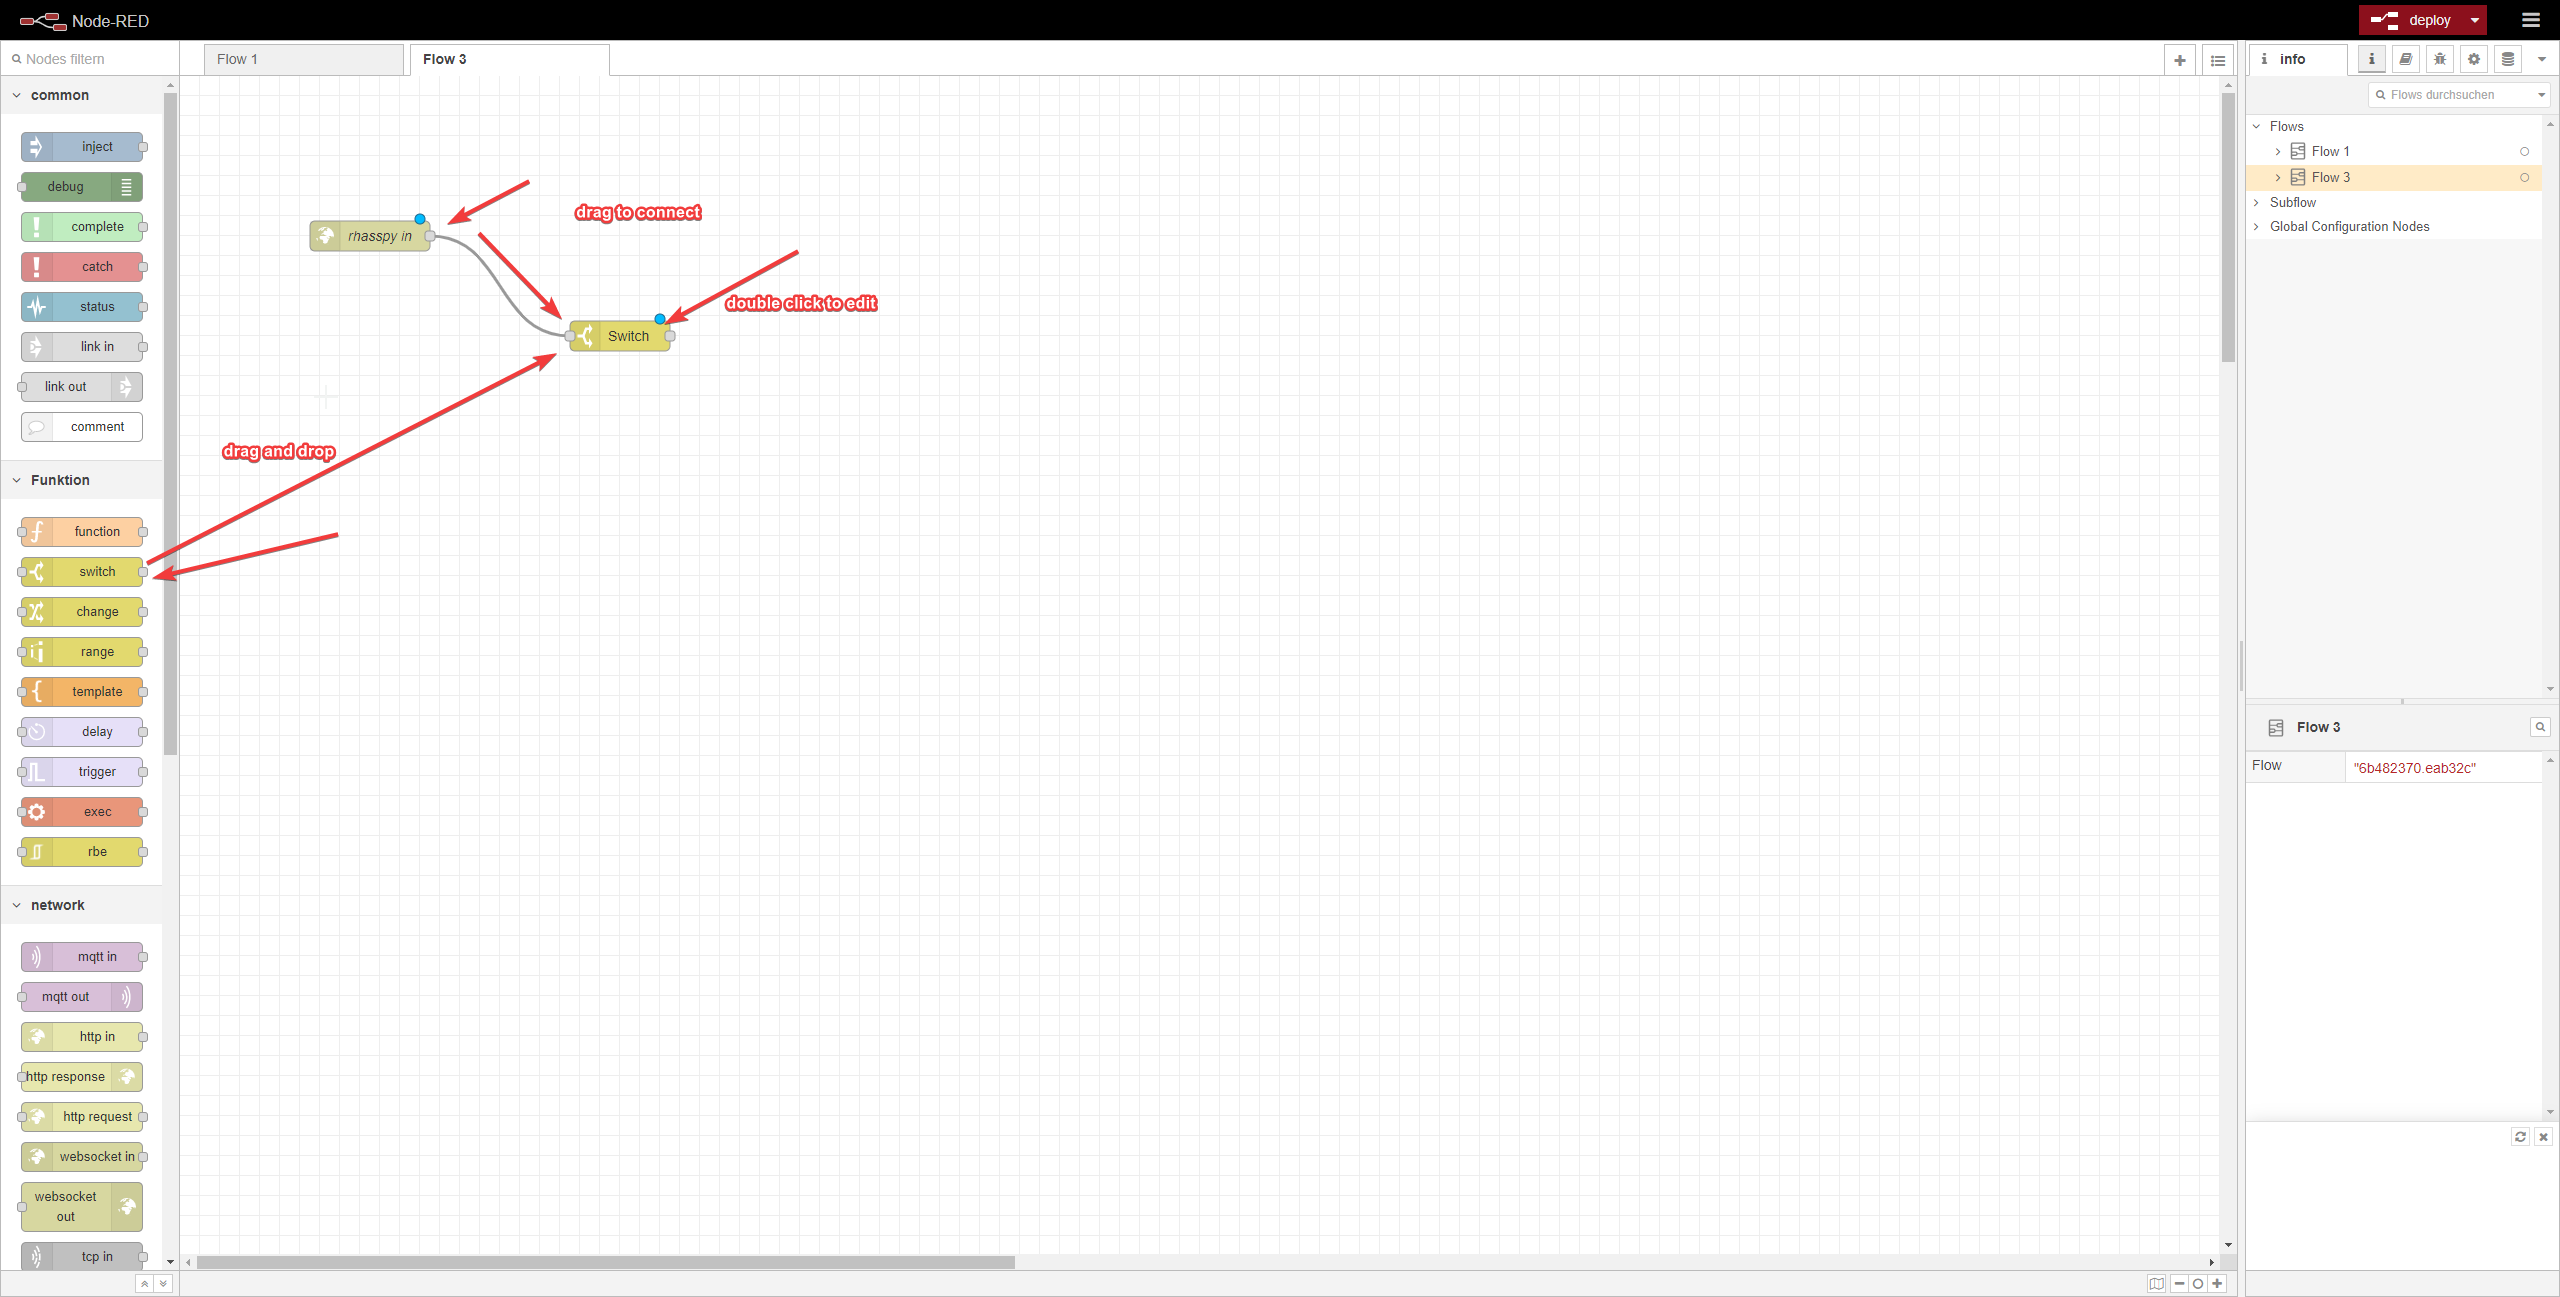 Node-RED
deploy
Nodes filtern
Flow 1
Flow 3
info
common
Flows durchsuchen
inject
debug
complete
catch
status
link in
link out
comment
Flows
Flow 1
Flow 3
Subflow
Global Configuration Nodes
rhasspy in
drag to connect
double click to edit
Switch
drag and drop
Funktion
function
switch
change
range
template
delay
trigger
exec
rbe
Flow 3
Flow
"6b482370.eab32c"
network
mqtt in
mqtt out
http in
http response
http request
websocket in
websocket
out
tcp in